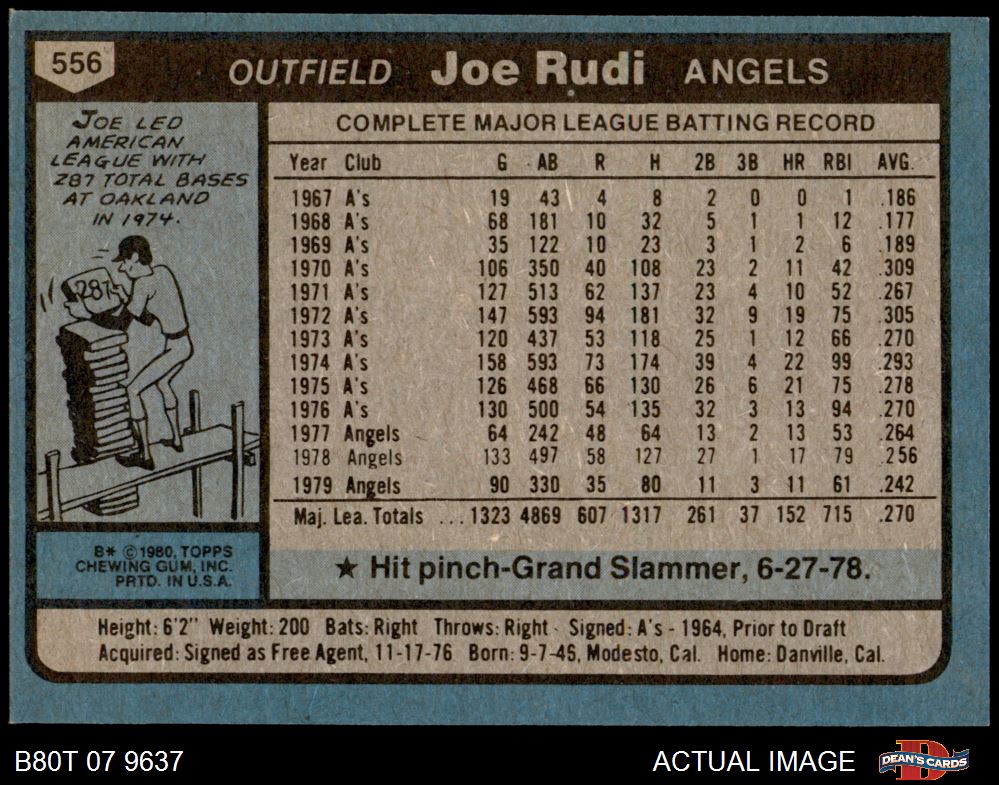 556
OUTFIELD Joe Rudi ANGELS
JOE LED
AMERICAN
LEAGUE WITH
287 TOTAL BASES
AT OAKLAND
IN 1974.
287
COMPLETE MAJOR LEAGUE BATTING RECORD
Year Club G AB R H 2B 3B HR RBI AVG.
1967 A's 19 43 4 8 2 0 0 1 .186
1968 A's 68 181 10 32 5 1 1 12 .177
1969 A's 35 122 10 23 3 1 2 6 .189
1970 A's 106 350 40 108 23 2 11 42 .309
1971 A's 127 513 62 137 23 4 10 52 .267
1972 A's 147 593 94 181 32 9 19 75 .305
1973 A's 120 437 53 118 25 1 12 66 .270
1974 A's 158 593 73 174 39 4 22 99 .293
1975 A's 126 468 66 130 26 6 21 75 .278
1976 A's 130 500 54 135 32 3 13 94 .270
1977 Angels 64 242 48 64 13 2 13 53 .264
1978 Angels 133 497 58 127 27 1 17 79 .256
1979 Angels 90 330 35 80 11 3 11 61 .242
Maj. Lea. Totals ... 1323 4869 607 1317 261 37 152 715 .270
B* © 1980, TOPPS
CHEWING GUM, INC.
PRTD. IN U.S.A.
★ Hit pinch-Grand Slammer, 6-27-78.
Height: 6'2" Weight: 200 Bats: Right Throws: Right - Signed: A's - 1964, Prior to Draft
Acquired: Signed as Free Agent, 11-17-76 Born: 9-7-46, Modesto, Cal. Home: Danville, Cal.
B80T 07 9637
ACTUAL IMAGE
DEAN'S CARDS